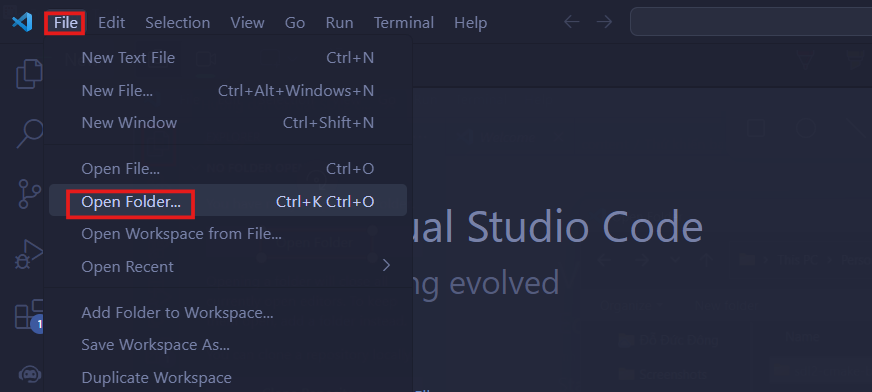 File Edit Selection View Go Run Terminal Help
New Text File Ctrl+N
New File... Ctrl+Alt+Windows+N
New Window Ctrl+Shift+N
Open File... Ctrl+O
Open Folder... Ctrl+K Ctrl+O
ual Studio Code
Open Workspace from File...
Open Recent
ng evolved
Add Folder to Workspace...
1
Save Workspace As...
Duplicate Workspace